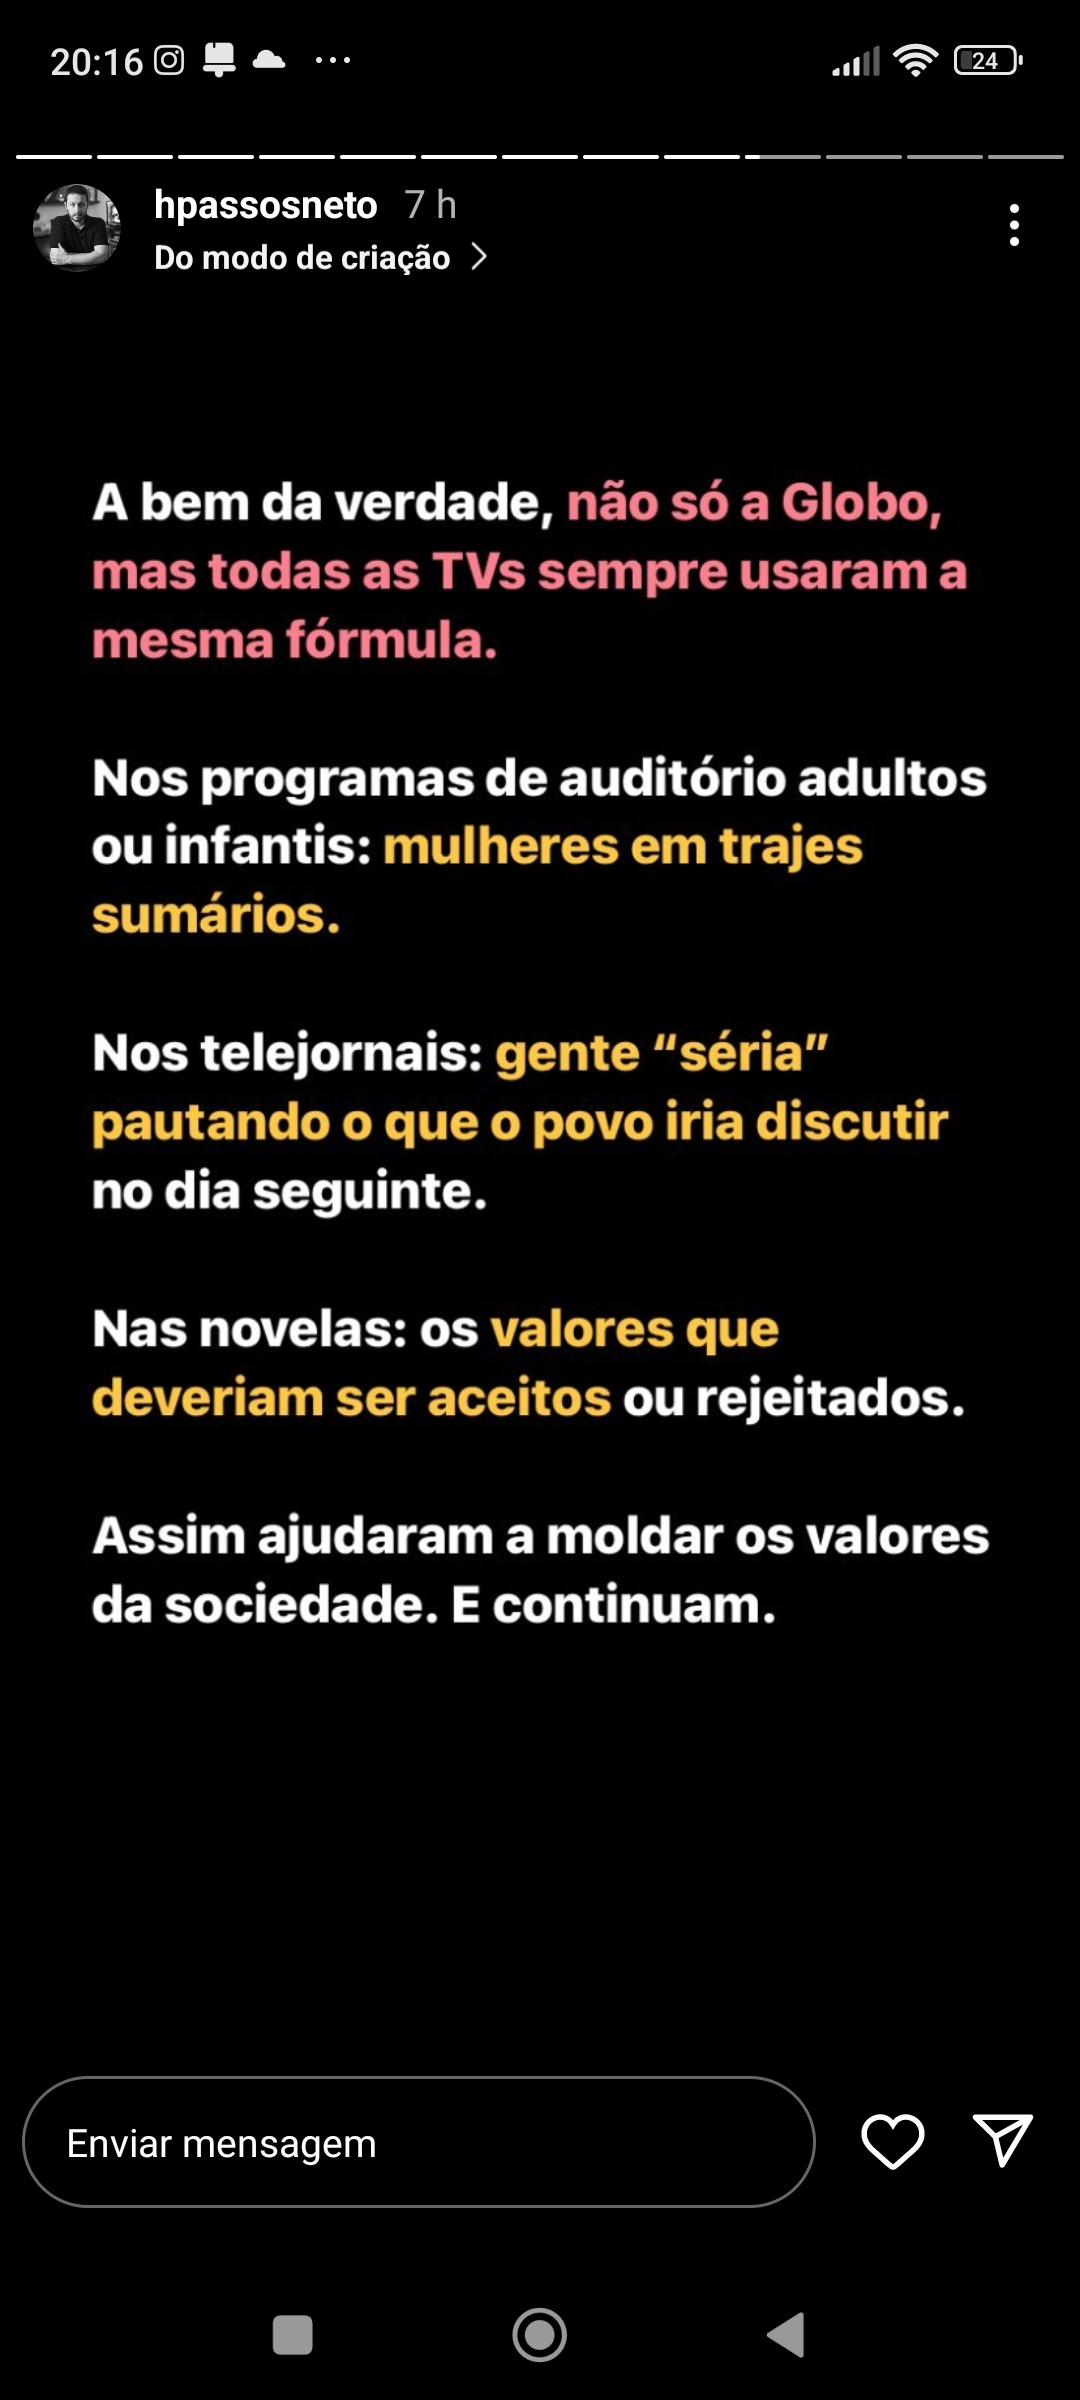 20:16
24
hpassosneto 7 h
Do modo de criação
A bem da verdade, não só a Globo,
mas todas as TVs sempre usaram a
mesma fórmula.
Nos programas de auditório adultos
ou infantis: mulheres em trajes
sumários.
Nos telejornais: gente “séria”
pautando o que o povo iria discutir
no dia seguinte.
Nas novelas: os valores que
deveriam ser aceitos ou rejeitados.
Assim ajudaram a moldar os valores
da sociedade. E continuam.
Enviar mensagem